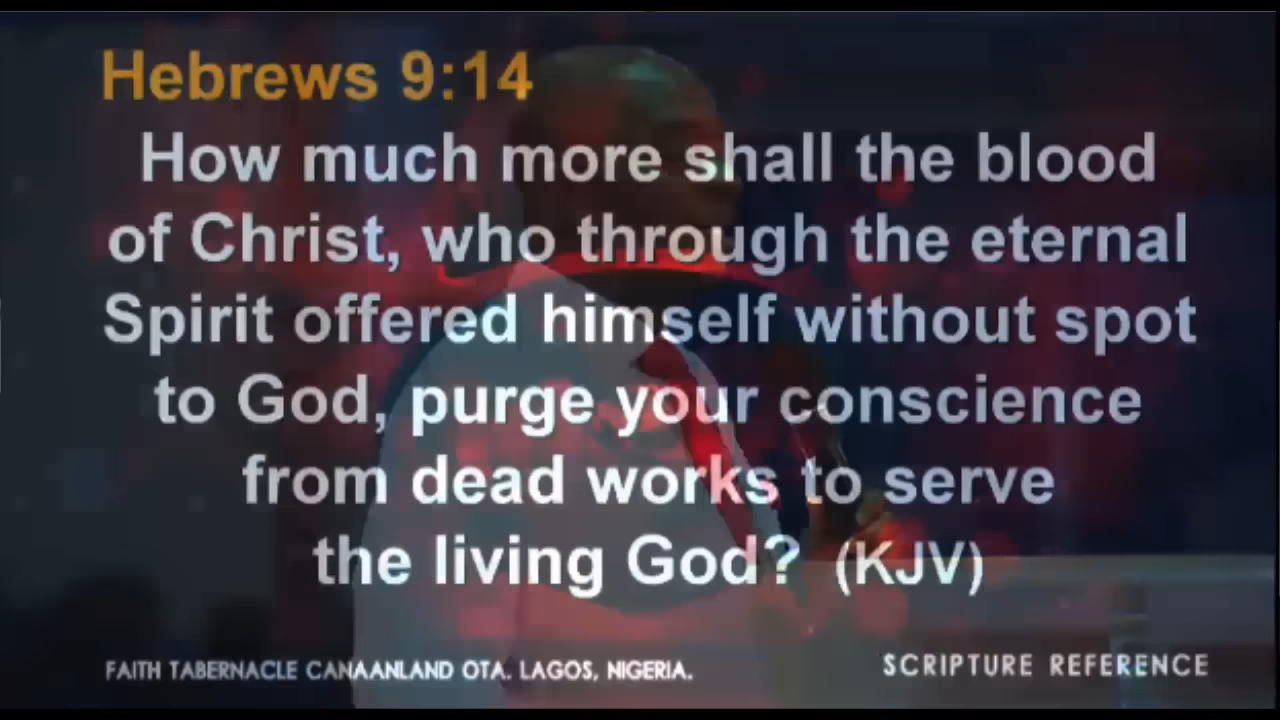 Hebrews 9:14
How much more shall the blood
of Christ, who through the eternal
Spirit offered himself without spot
to God, purge your conscience
from dead works to serve
the living God? (KJV)
FAITH TABERNACLE CANAANLAND OTA. LAGOS, NIGERIA.
SCRIPTURE REFERENCE